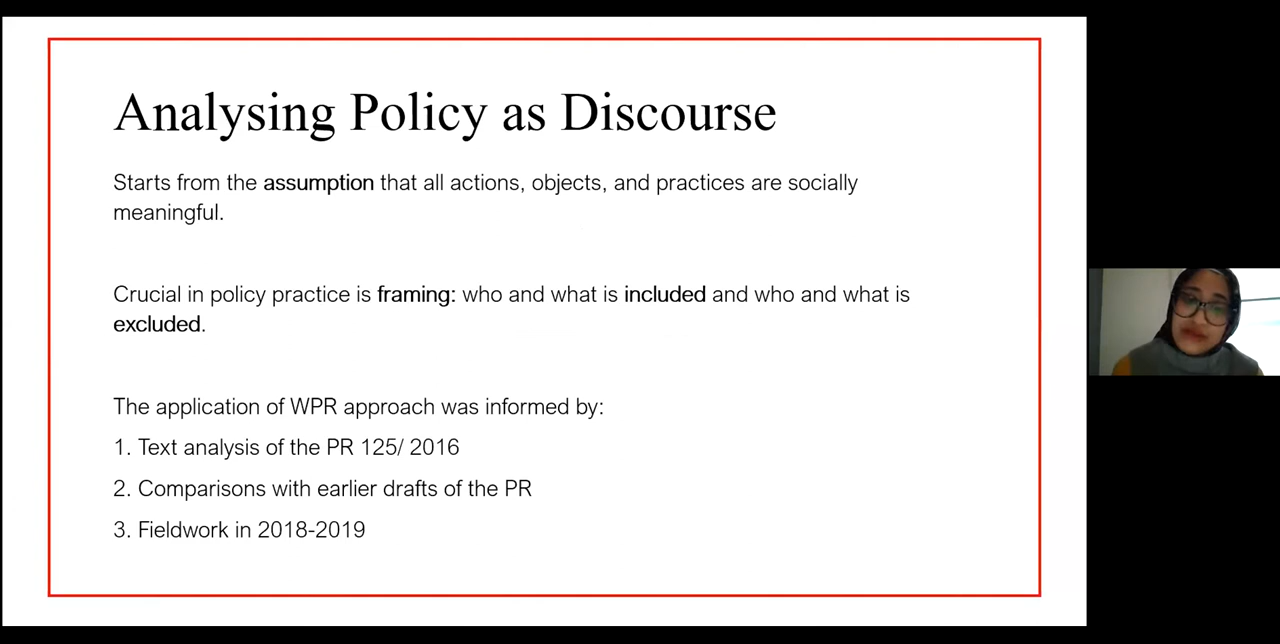 Analysing Policy as Discourse
Starts from the assumption that all actions, objects, and practices are socially
meaningful.
Crucial in policy practice is framing: who and what is included and who and what is
excluded.
The application of WPR approach was informed by:
1. Text analysis of the PR 125/ 2016
2. Comparisons with earlier drafts of the PR
3. Fieldwork in 2018-2019